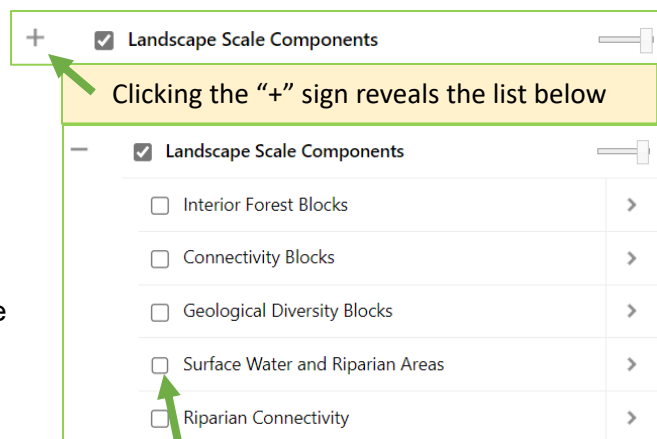 + Landscape Scale Components
Clicking the “+” sign reveals the list below
− Landscape Scale Components
Interior Forest Blocks
Connectivity Blocks
Geological Diversity Blocks
e
Surface Water and Riparian Areas
Riparian Connectivity